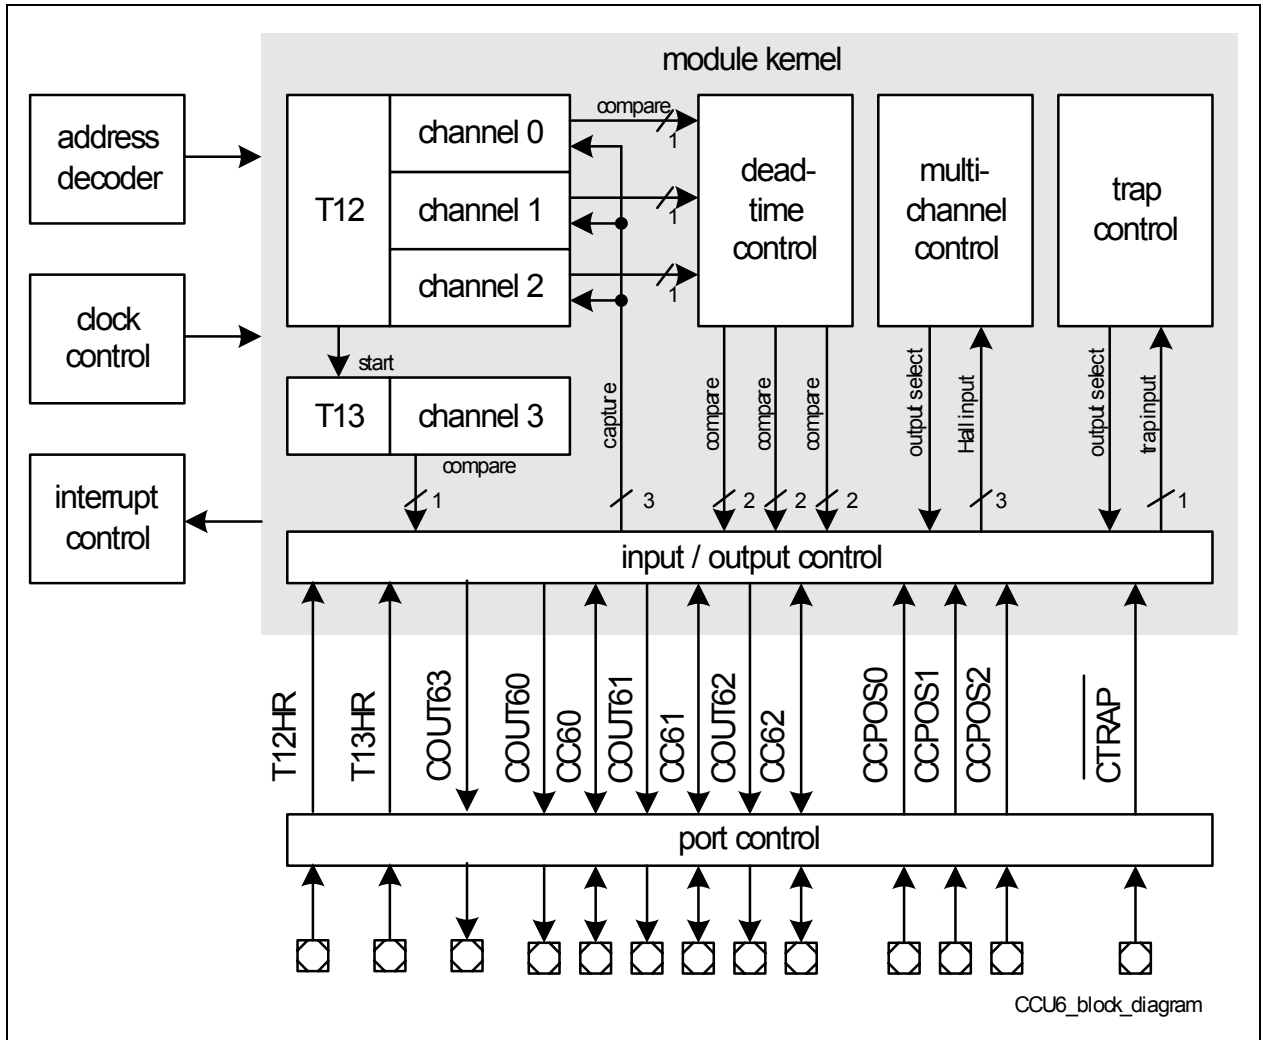 module kernel
address
decoder
clock
control
interrupt
control
T12
channel 0
channel 1
channel 2
compare
1
1
1
dead-
time
control
multi-
channel
control
trap
control
start
T13
channel 3
compare
1
capture
3
compare
2
compare
2
compare
2
output select
Hall input
3
output select
trap input
1
input / output control
T12HR
T13HR
COUT63
COUT60
CC60
COUT61
CC61
COUT62
CC62
CCPOS0
CCPOS1
CCPOS2
CTRAP
port control
CCU6_block_diagram